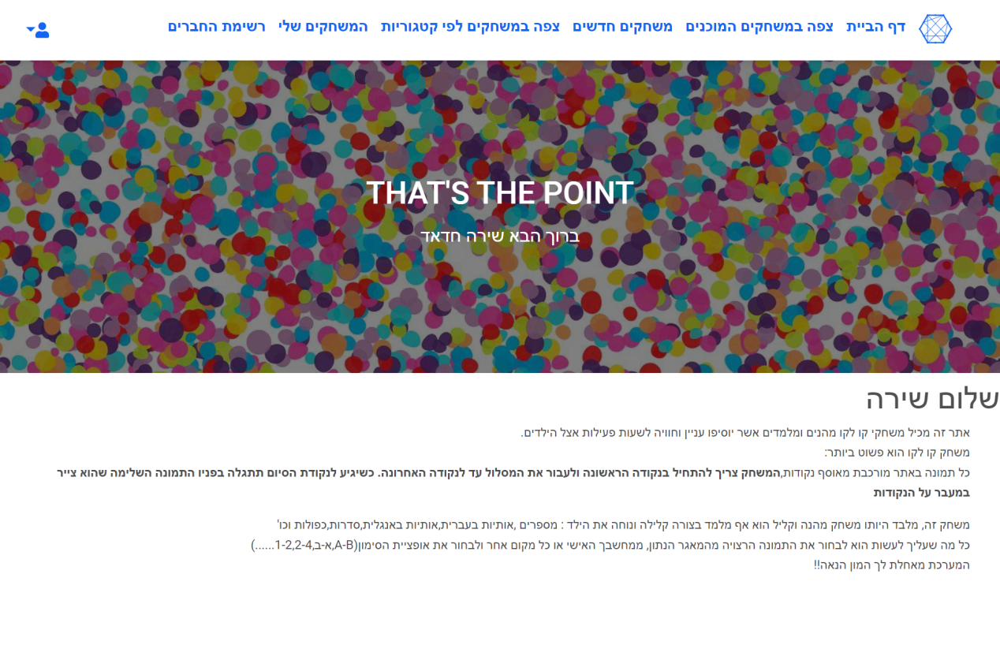 דף הבית צפה במשחקים המוכנים משחקים חדשים צפה במשחקים לפי קטגוריות המשחקים שלי רשימת החברים
THAT'S THE POINT
ברוך הבא שירה חדאד
שלום שירה
אתר זה מכיל משחקי קו לקו מהנים ומלמדים אשר יוסיפו עניין וחוויה לשעות פעילות אצל הילדים.
משחק קו לקו הוא פשוט ביותר:
כל תמונה באתר מורכבת מאוסף נקודות,המשחק צריך להתחיל בנקודה הראשונה ולעבור את המסלול עד לנקודה האחרונה. כשיגיע לנקודת הסיום תתגלה בפניו התמונה השלימה שהוא צייר
במעבר על הנקודות
משחק זה, מלבד היותו משחק מהנה וקליל הוא אף מלמד בצורה קלילה ונוחה את הילד : מספרים ,אותיות בעברית,אותיות באנגלית,סדרות,כפולות וכו'
כל מה שעליך לעשות הוא לבחור את התמונה הרצויה מהמאגר הנתון, ממחשבך האישי או כל מקום אחר ולבחור את אופציית הסימון(A-B,א-ב,1-2,2-4......)
המערכת מאחלת לך המון הנאה!!